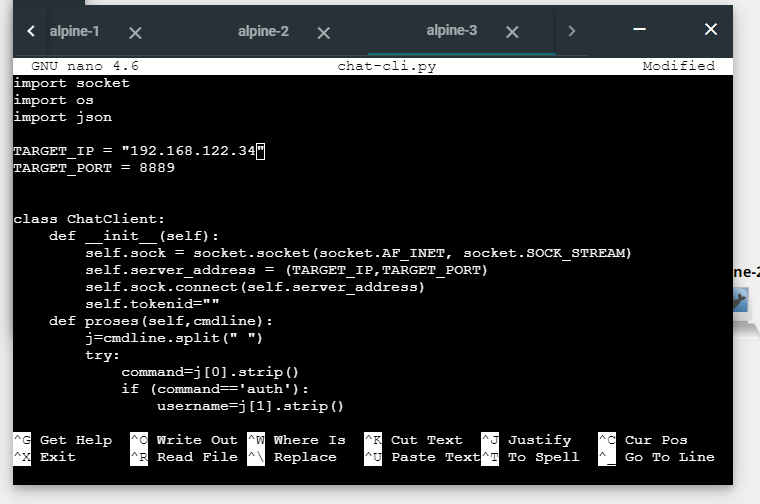 alpine-1 alpine-2 alpine-3
GNU nano 4.6 chat-cli.py Modified
import socket
import os
import json
TARGET_IP = "192.168.122.34"
TARGET_PORT = 8889
class ChatClient:
    def __init__(self):
        self.sock = socket.socket(socket.AF_INET, socket.SOCK_STREAM)
        self.server_address = (TARGET_IP,TARGET_PORT)
        self.sock.connect(self.server_address)
        self.tokenid=""
    def proses(self,cmdline):
        j=cmdline.split(" ")
        try:
            command=j[0].strip()
            if (command=='auth'):
                username=j[1].strip()
^G Get Help ^O Write Out ^W Where Is ^K Cut Text ^J Justify ^C Cur Pos
^X Exit ^R Read File ^\ Replace ^U Paste Text ^T To Spell ^_ Go To Line
ne-2